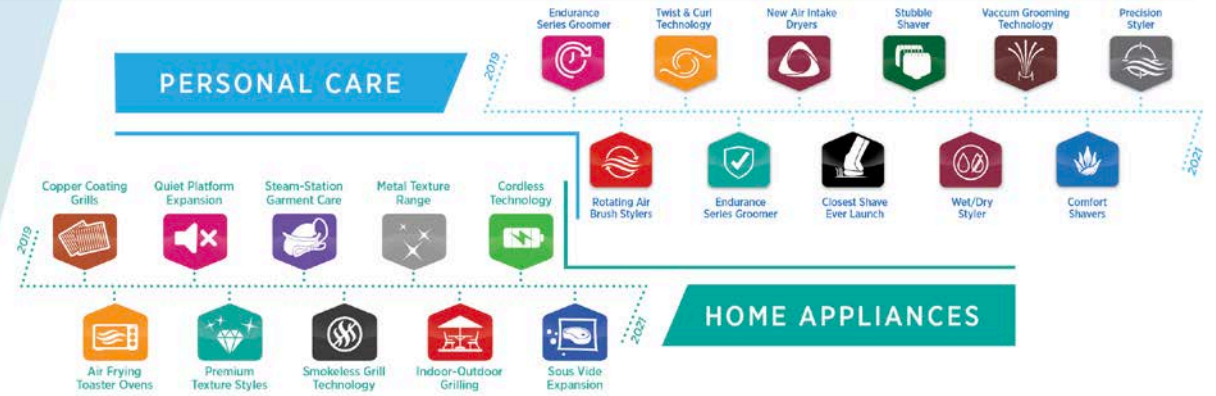 PERSONAL CARE
2019
Endurance
Series Groomer
Twist & Curl
Technology
New Air Intake
Dryers
Stubble
Shaver
Vaccum Grooming
Technology
Precision
Styler
2021
Rotating Air
Brush Stylers
Endurance
Series Groomer
Closest Shave
Ever Launch
Wet/Dry
Styler
Comfort
Shavers
2019
Copper Coating
Grills
Quiet Platform
Expansion
Steam-Station
Garment Care
Metal Texture
Range
Cordless
Technology
2021
HOME APPLIANCES
Air Frying
Toaster Ovens
Premium
Texture Styles
Smokeless Grill
Technology
Indoor-Outdoor
Grilling
Sous Vide
Expansion